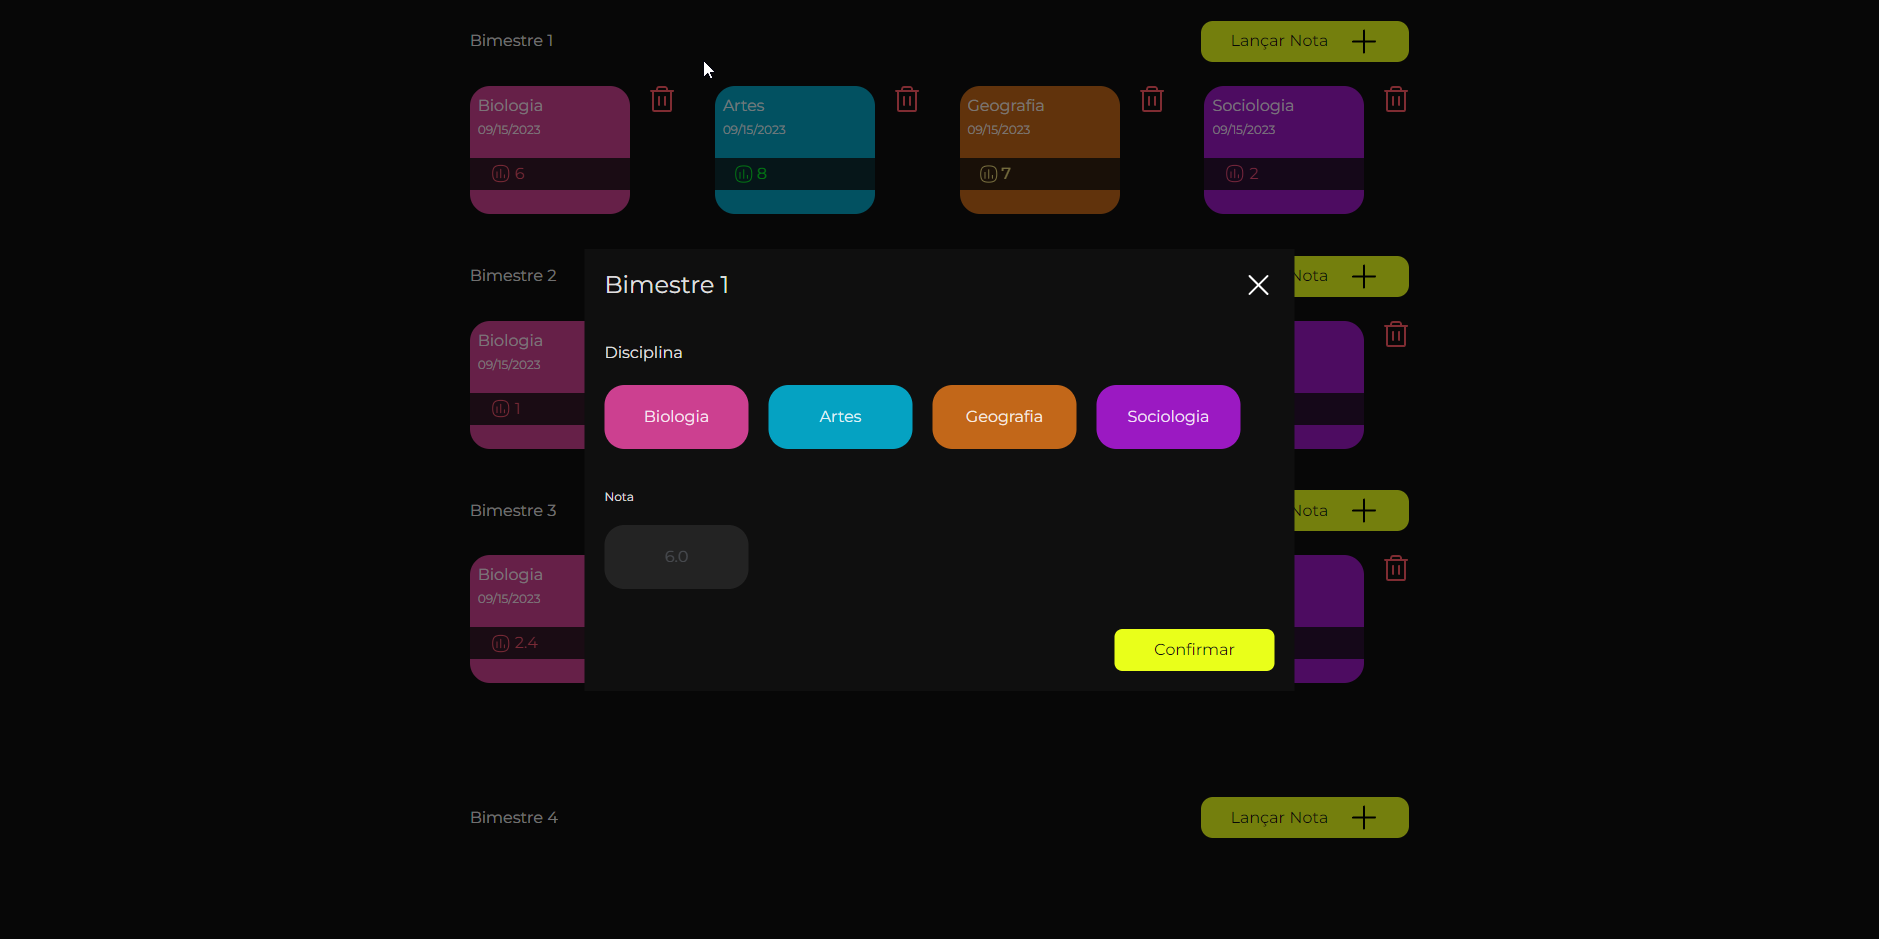 Bimestre 1
Lançar Nota
Biologia
09/15/2023
6
Artes
09/15/2023
8
Geografia
09/15/2023
7
Sociologia
09/15/2023
2
Bimestre 2
Nota
Biologia
09/15/2023
1
Bimestre 1
Disciplina
Biologia
Artes
Geografia
Sociologia
Nota
6.0
Confirmar
Bimestre 3
Nota
Biologia
09/15/2023
2.4
Bimestre 4
Lançar Nota